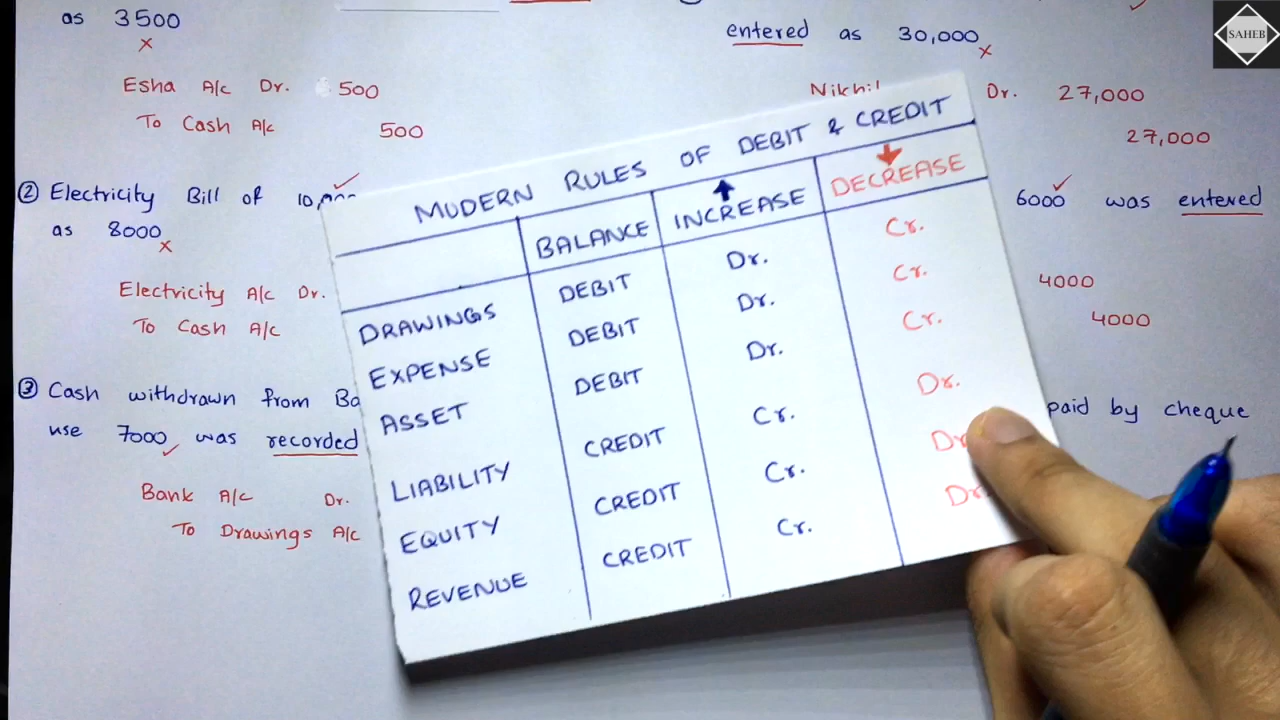 as 3500
x
Esha A/c Dr. 500
To Cash A/c 500
② Electricity Bill of
as 8000
x
Electricity A/c Dr.
To Cash A/c
③ Cash withdrawn from
use 7000 was recorded
Bank A/c Dr.
To Drawings A/c
entered as 30,000
x
Dr. 27,000
27,000
6000 was entered
4000
4000
paid by cheque
MODERN RULES OF DEBIT & CREDIT
BALANCE INCREASE DECREASE
DRAWINGS DEBIT Dr. Cr.
EXPENSE DEBIT Dr. Cr.
ASSET DEBIT Dr. Cr.
LIABILITY CREDIT Cr. Dr.
EQUITY CREDIT Cr. Dr
REVENUE CREDIT Cr. Dr.
SAHEB